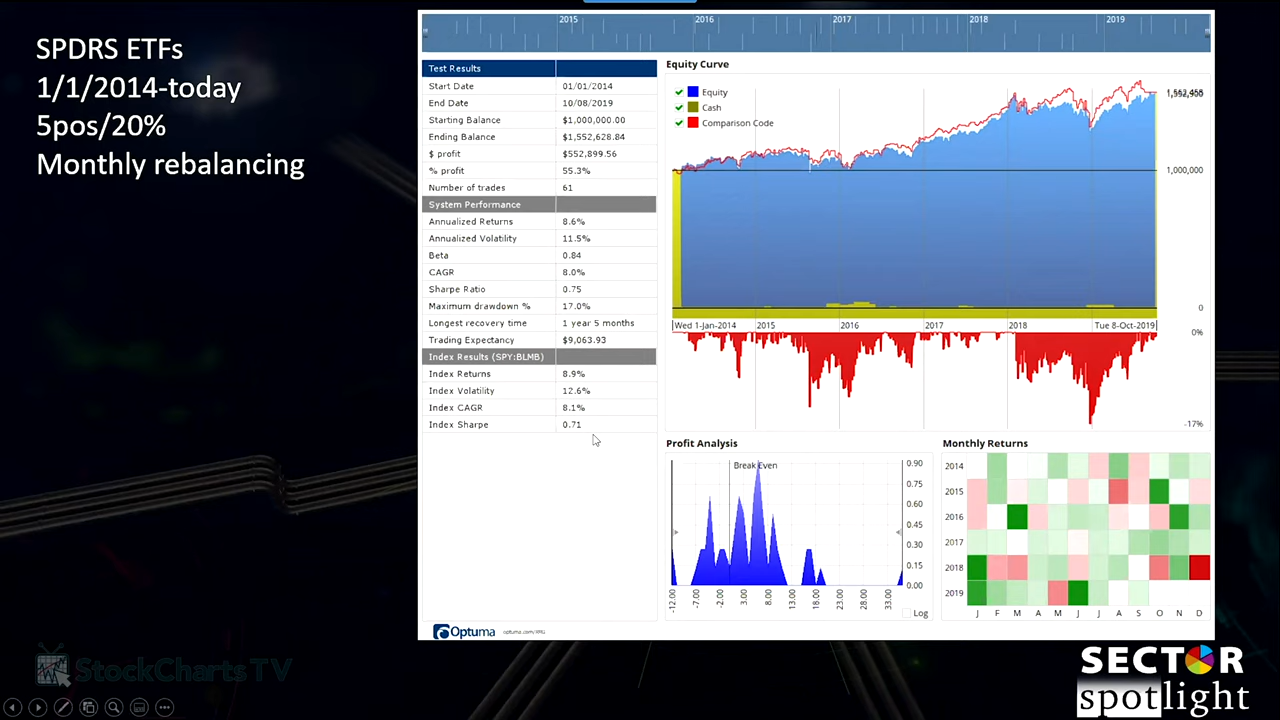 SPDRS ETFs
1/1/2014-today
5pos/20%
Monthly rebalancing
2015 2016 2017 2018 2019
Test Results
Start Date 01/01/2014
End Date 10/08/2019
Starting Balance $1,000,000.00
Ending Balance $1,552,628.84
$ profit $552,899.56
% profit 55.3%
Number of trades 61
System Performance
Annualized Returns 8.6%
Annualized Volatility 11.5%
Beta 0.84
CAGR 8.0%
Sharpe Ratio 0.75
Maximum drawdown % 17.0%
Longest recovery time 1 year 5 months
Trading Expectancy $9,063.93
Index Results (SPY:BLMB)
Index Returns 8.9%
Index Volatility 12.6%
Index CAGR 8.1%
Index Sharpe 0.71
Equity Curve
Equity
Cash
Comparison Code
1,000,000
0
Wed 1-Jan-2014 2015 2016 2017 2018 Tue 8-Oct-2019
0%
-17%
Profit Analysis
Break Even
0.90
0.75
0.60
0.45
0.30
0.15
0.00
-12.00 -7.00 -2.00 3.00 8.00 13.00 18.00 23.00 28.00 33.00
Log
Monthly Returns
2014
2015
2016
2017
2018
2019
J F M A M J J A S O N D
Optuma optuma.com/RRG
StockCharts TV
SECTOR
spotlight